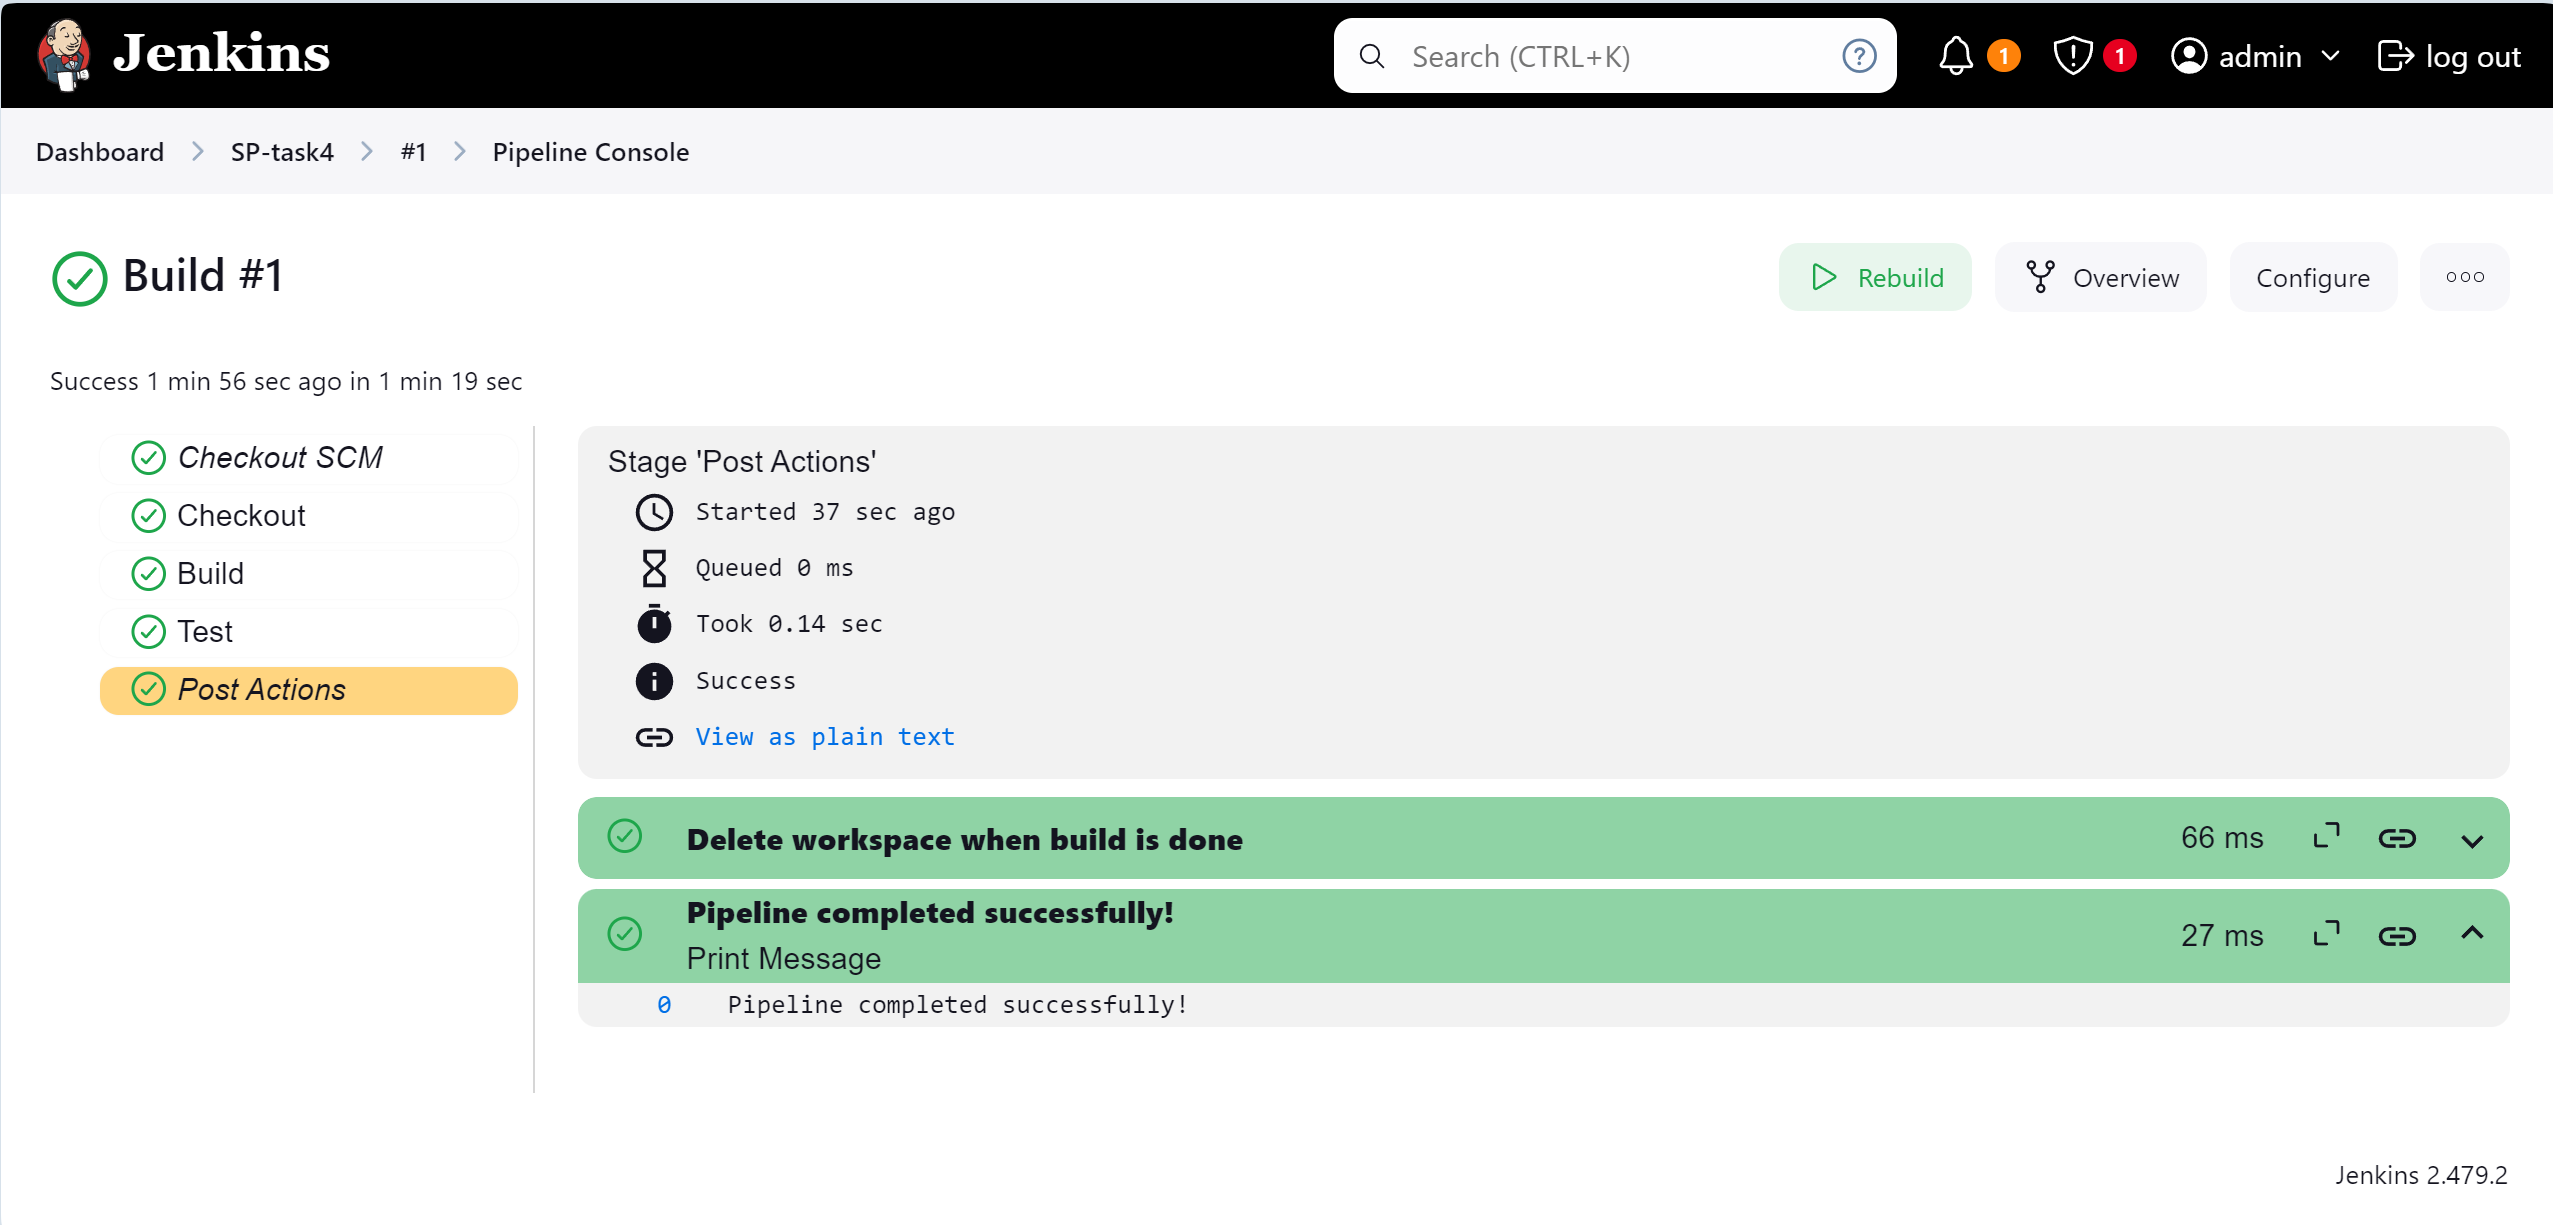 Jenkins
Search (CTRL+K)
1
1
admin
log out
Dashboard
SP-task4
#1
Pipeline Console
Build #1
Rebuild
Overview
Configure
Success 1 min 56 sec ago in 1 min 19 sec
Checkout SCM
Checkout
Build
Test
Post Actions
Stage 'Post Actions'
Started 37 sec ago
Queued 0 ms
Took 0.14 sec
Success
View as plain text
Delete workspace when build is done
66 ms
Pipeline completed successfully!
Print Message
27 ms
0 Pipeline completed successfully!
Jenkins 2.479.2